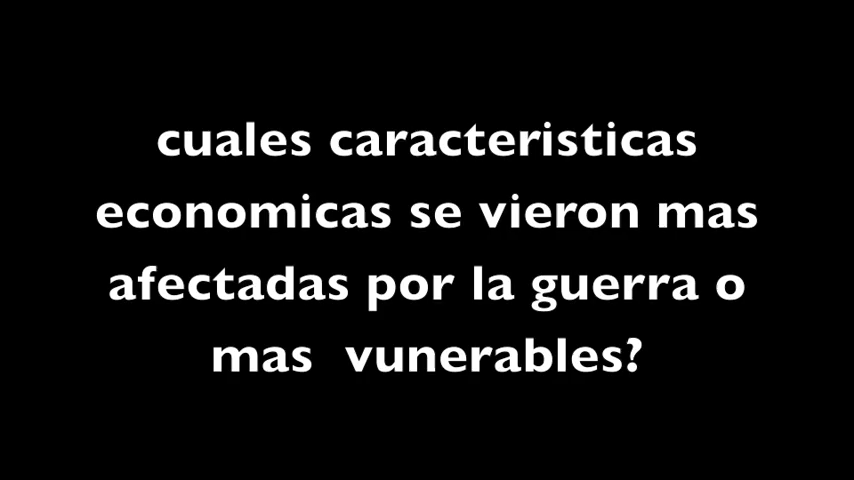 cuales caracteristicas
economicas se vieron mas
afectadas por la guerra o
mas  vunerables?